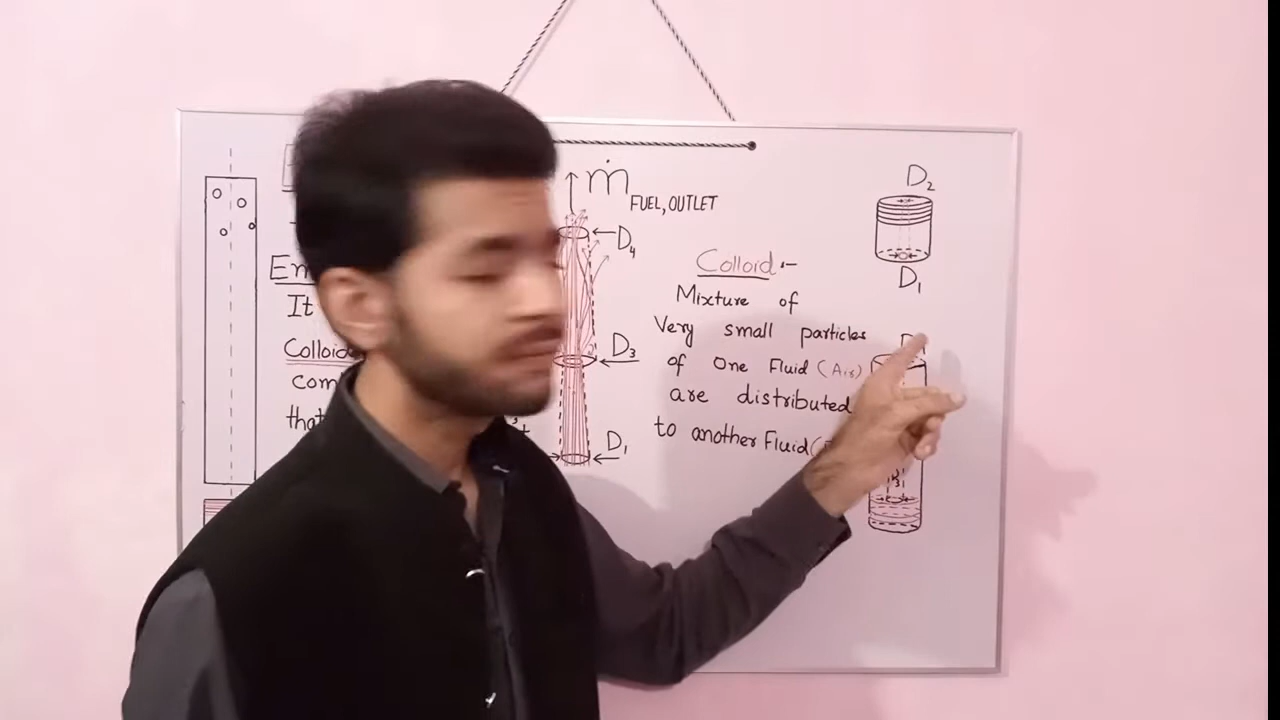 ṁ FUEL, OUTLET
D4
D3
D1
It
Colloid
com
that
Colloid :-
Mixture of
Very small particles
of One Fluid (Air)
are distributed
to another Fluid (
D2
D1